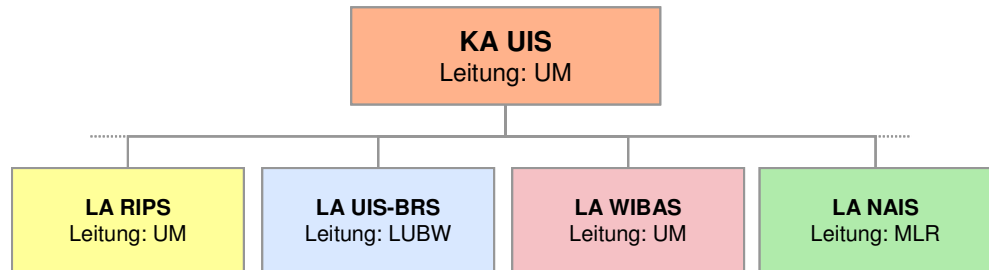 KA UIS
Leitung: UM
LA RIPS
Leitung: UM
LA UIS-BRS
Leitung: LUBW
LA WIBAS
Leitung: UM
LA NAIS
Leitung: MLR